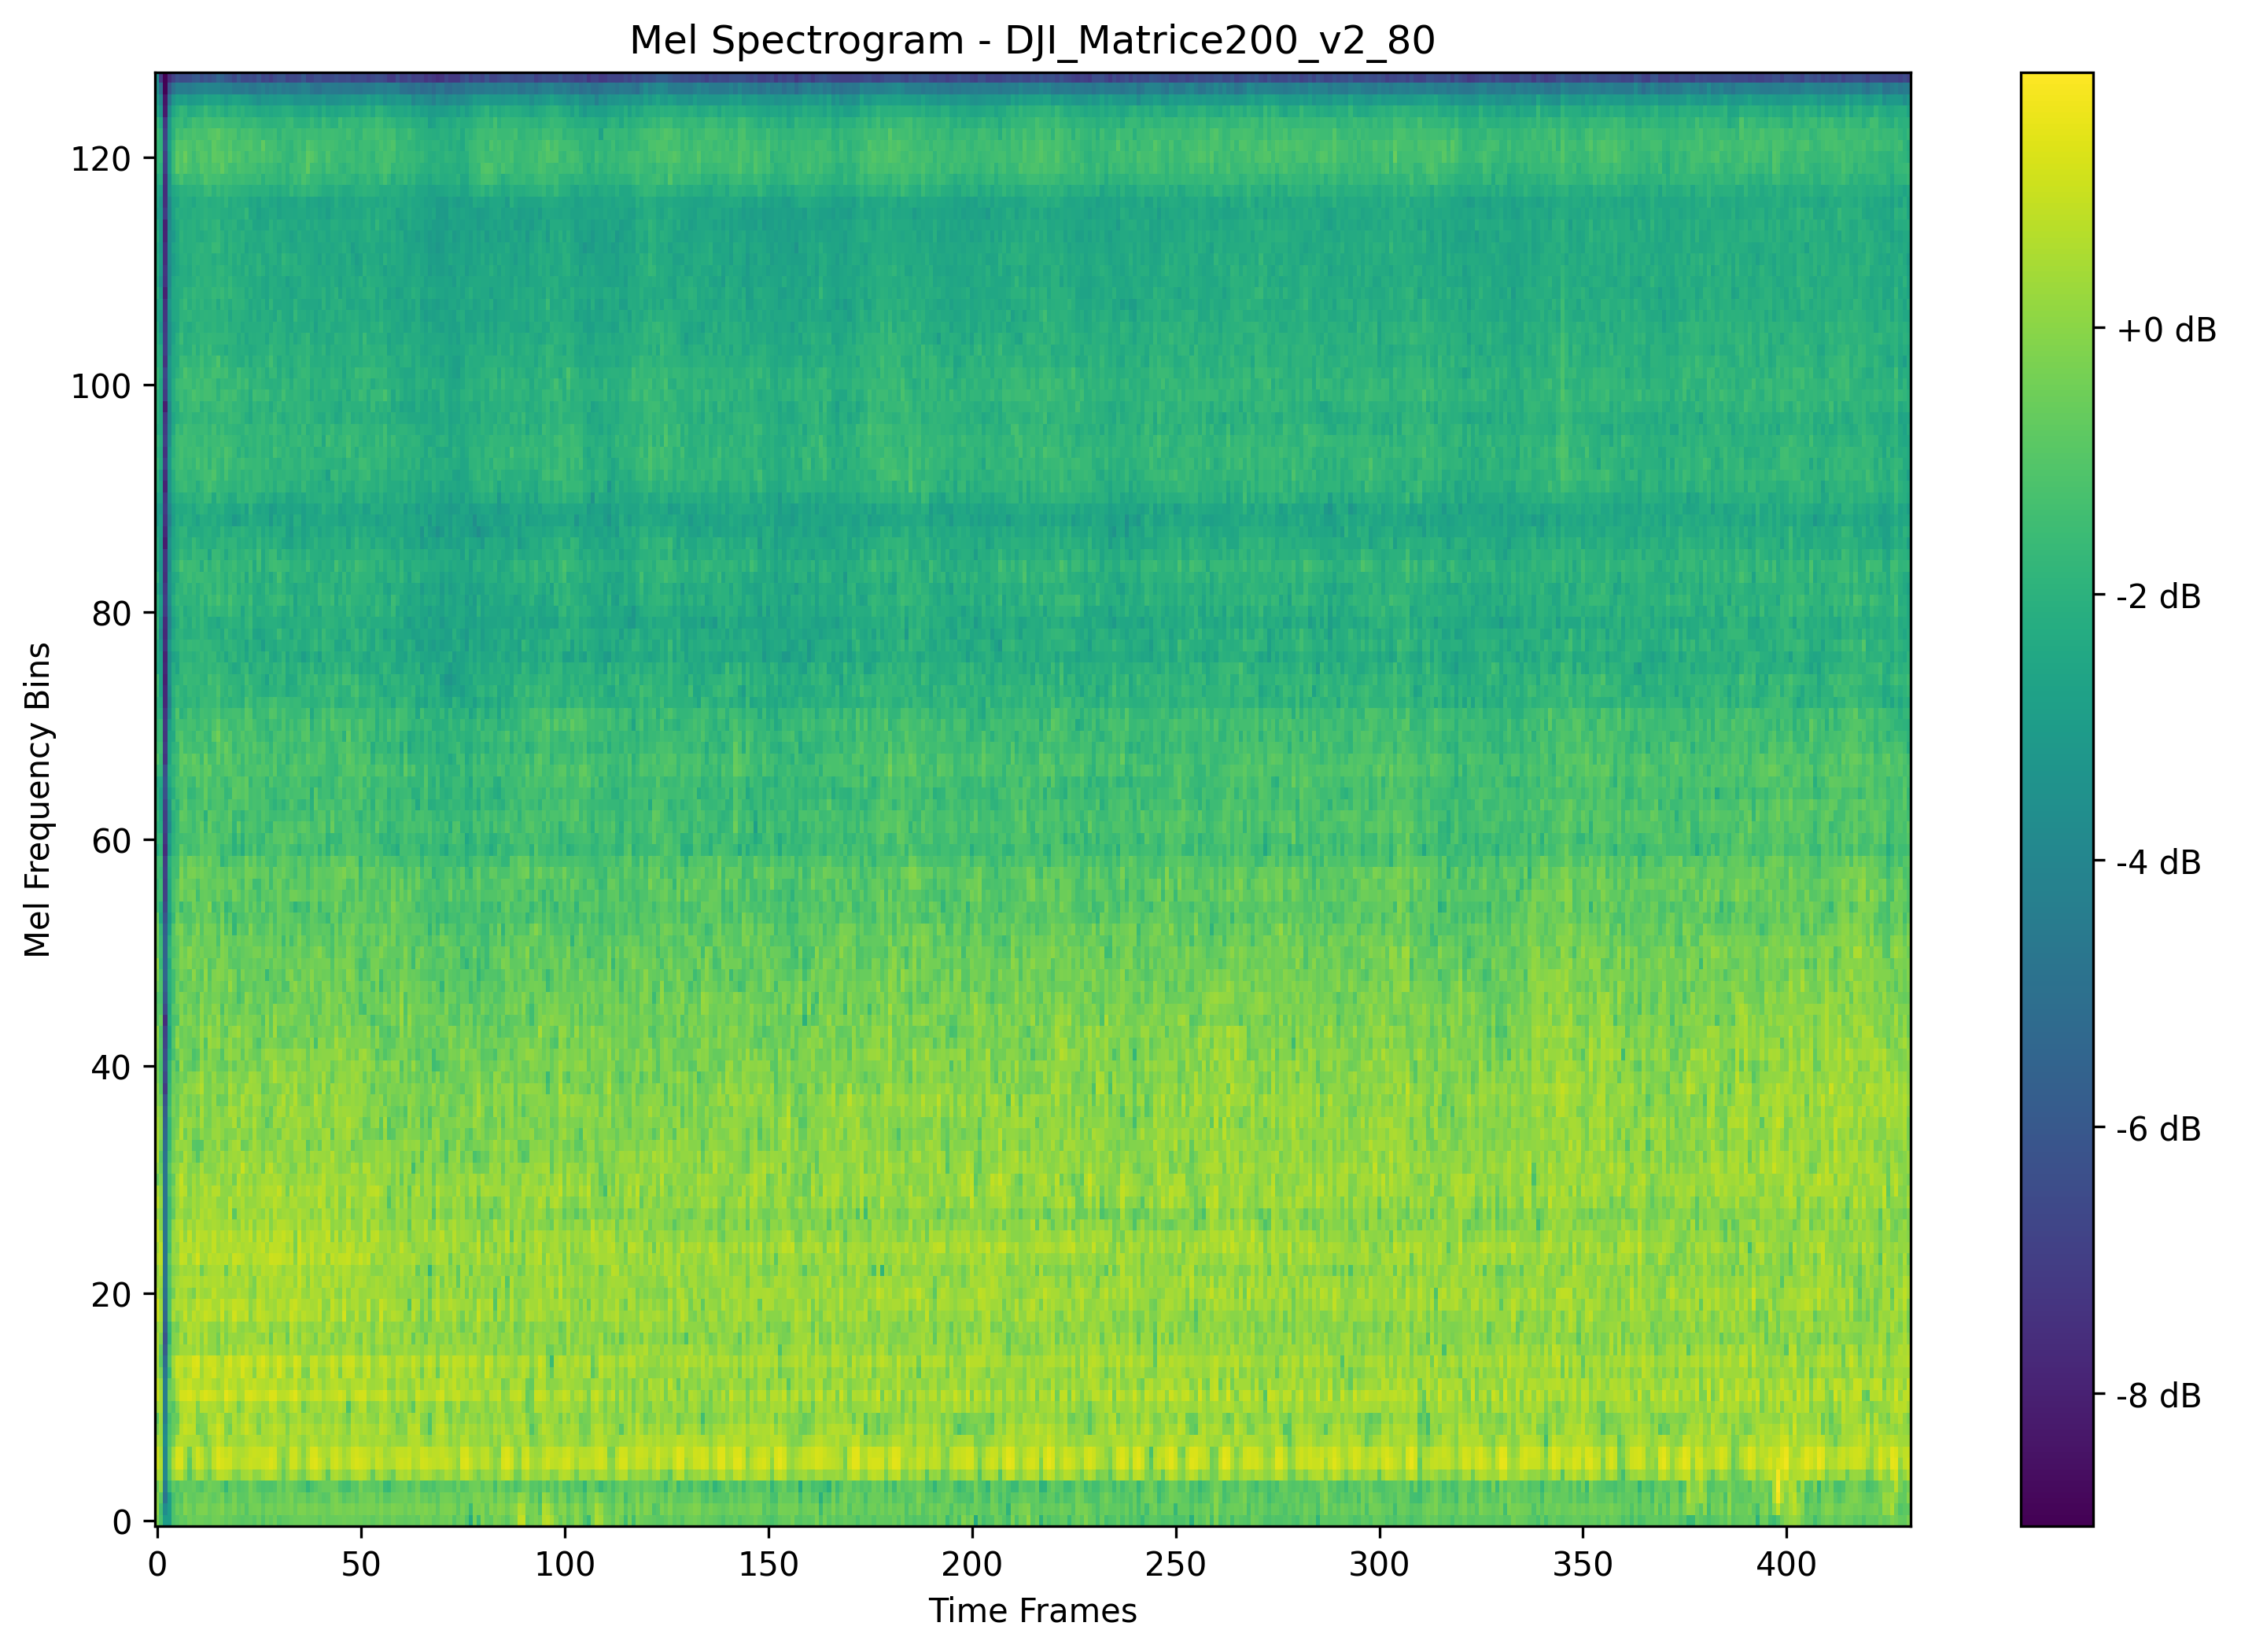 Mel Spectrogram - DJI_Matrice200_v2_80
120
100
80
60
40
20
0
Mel Frequency Bins
0 50 100 150 200 250 300 350 400
Time Frames
+0 dB
-2 dB
-4 dB
-6 dB
-8 dB